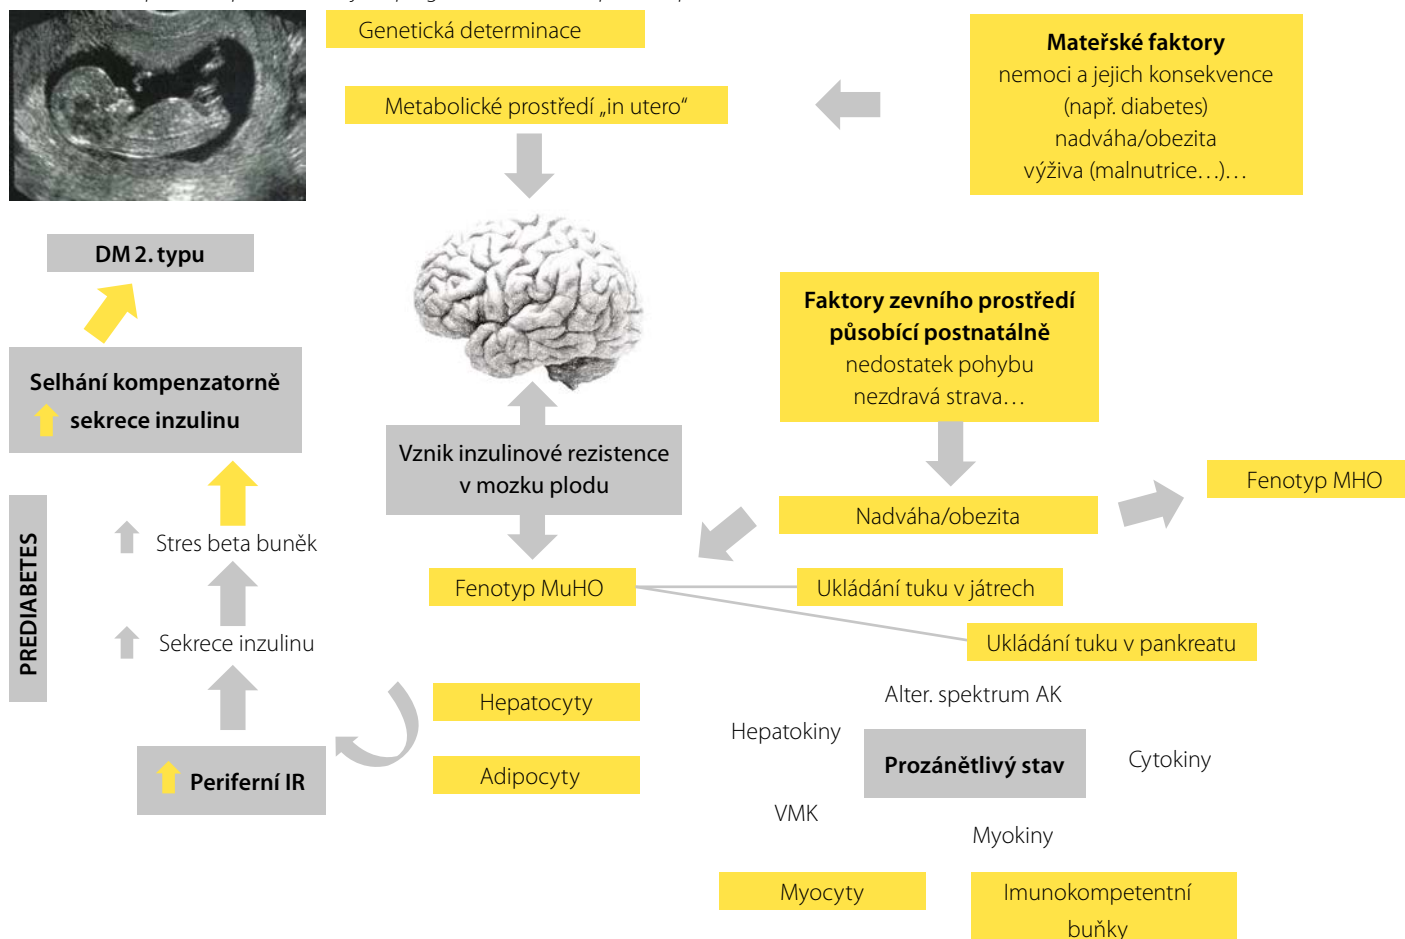 Genetická determinace
Mateřské faktory
nemoci a jejich konsekvence
(např. diabetes)
nadváha/obezita
výživa (malnutrice…)…
Metabolické prostředí „in utero“
DM 2. typu
Faktory zevního prostředí
působící postnatálně
nedostatek pohybu
nezdravá strava…
Selhání kompenzatorně
sekrece inzulinu
Vznik inzulinové rezistence
v mozku plodu
Fenotyp MHO
Nadváha/obezita
PREDIABETES
Stres beta buněk
Fenotyp MuHO
Ukládání tuku v játrech
Sekrece inzulinu
Ukládání tuku v pankreatu
Hepatocyty
Alter. spektrum AK
Hepatokiny
Periferní IR
Adipocyty
Prozánětlivý stav
Cytokiny
VMK
Myokiny
Myocyty
Imunokompetentní
buňky